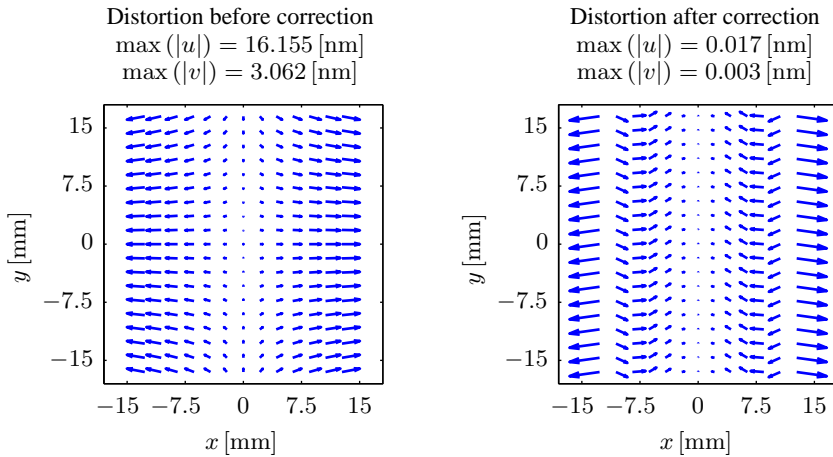 Distortion before correction
max (|u|) = 16.155 [nm]
max (|v|) = 3.062 [nm]
15
7.5
0
−7.5
−15
y [mm]
−15 −7.5 0 7.5 15
x [mm]
Distortion after correction
max (|u|) = 0.017 [nm]
max (|v|) = 0.003 [nm]
15
7.5
0
−7.5
−15
y [mm]
−15 −7.5 0 7.5 15
x [mm]